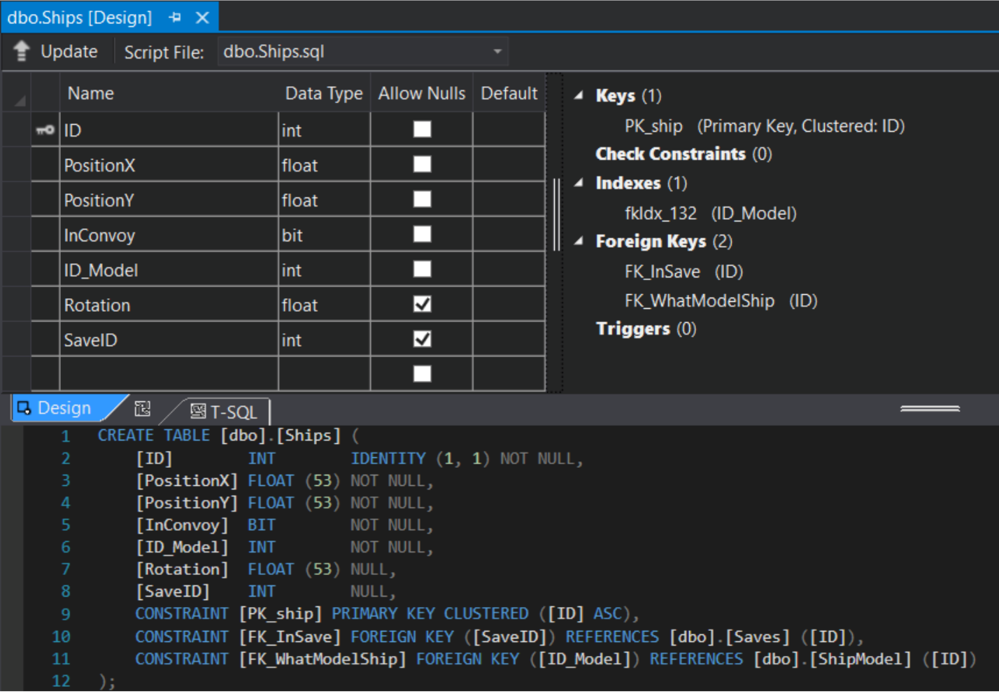 dbo.Ships [Design]
Update Script File: dbo.Ships.sql
Name Data Type Allow Nulls Default
ID int
PositionX float
PositionY float
InConvoy bit
ID_Model int
Rotation float
SaveID int
Keys (1)
PK_ship (Primary Key, Clustered: ID)
Check Constraints (0)
Indexes (1)
fkIdx_132 (ID_Model)
Foreign Keys (2)
FK_InSave (ID)
FK_WhatModelShip (ID)
Triggers (0)
Design T-SQL
1 CREATE TABLE [dbo].[Ships] (
2 [ID] INT IDENTITY (1, 1) NOT NULL,
3 [PositionX] FLOAT (53) NOT NULL,
4 [PositionY] FLOAT (53) NOT NULL,
5 [InConvoy] BIT NOT NULL,
6 [ID_Model] INT NOT NULL,
7 [Rotation] FLOAT (53) NULL,
8 [SaveID] INT NULL,
9 CONSTRAINT [PK_ship] PRIMARY KEY CLUSTERED ([ID] ASC),
10 CONSTRAINT [FK_InSave] FOREIGN KEY ([SaveID]) REFERENCES [dbo].[Saves] ([ID]),
11 CONSTRAINT [FK_WhatModelShip] FOREIGN KEY ([ID_Model]) REFERENCES [dbo].[ShipModel] ([ID])
12 );